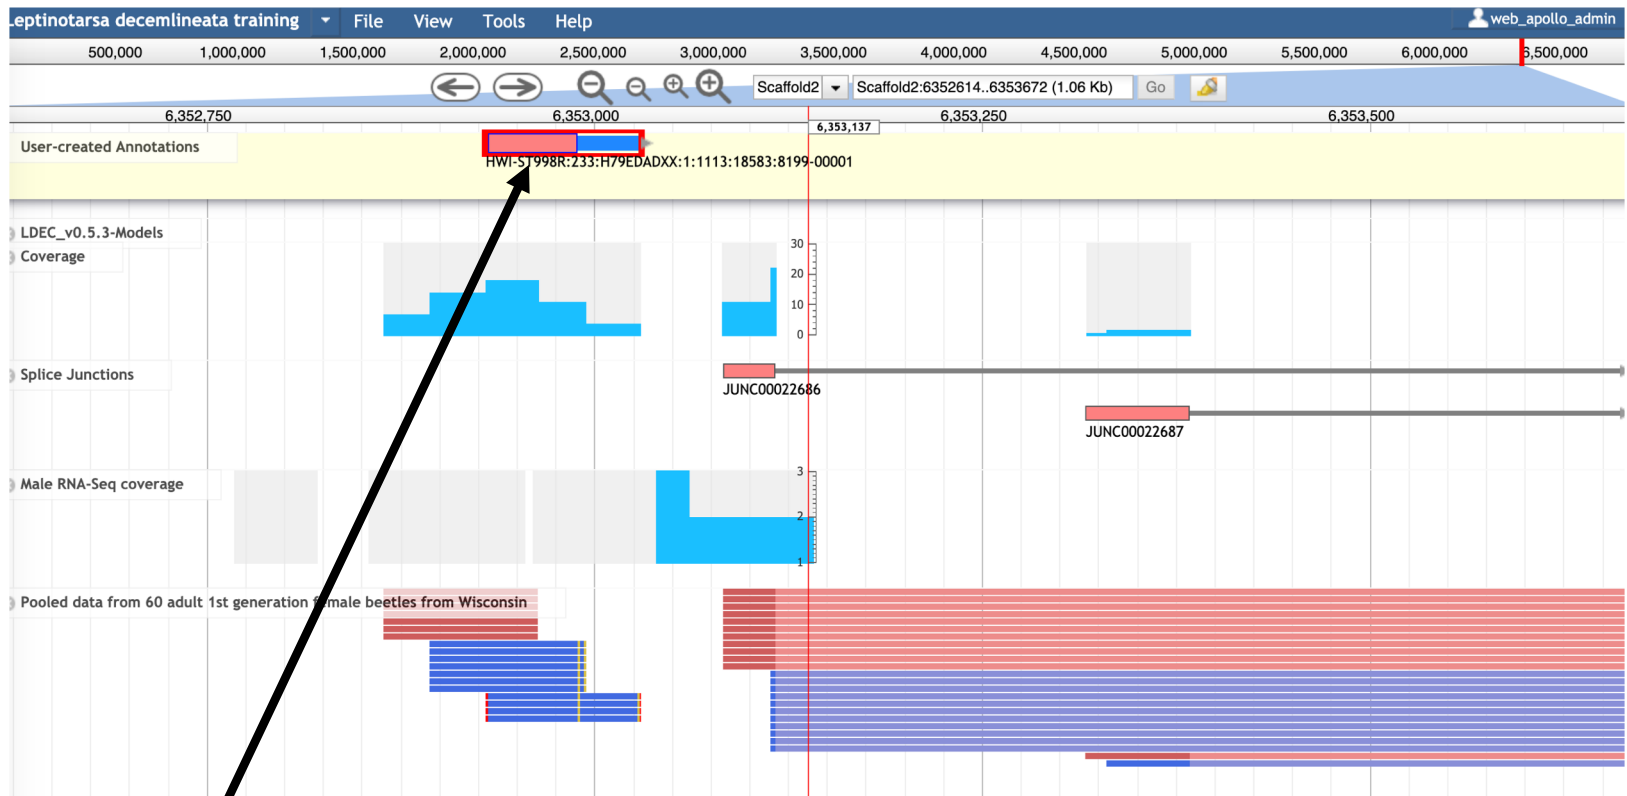 Leptinotarsa decemlineata training File View Tools Help web_apollo_admin
500,000 1,000,000 1,500,000 2,000,000 2,500,000 3,000,000 3,500,000 4,000,000 4,500,000 5,000,000 5,500,000 6,000,000 6,500,000
Scaffold2 Scaffold2:6352614..6353672 (1.06 Kb) Go
6,352,750 6,353,000 6,353,250 6,353,500
6,353,137
User-created Annotations
HWI-ST998R:233:H79EDADXX:1:1113:18583:8199-00001
LDEC_v0.5.3-Models
Coverage
30
20
10
0
Splice Junctions
JUNC00022686
JUNC00022687
Male RNA-Seq coverage
3
2
1
Pooled data from 60 adult 1st generation female beetles from Wisconsin